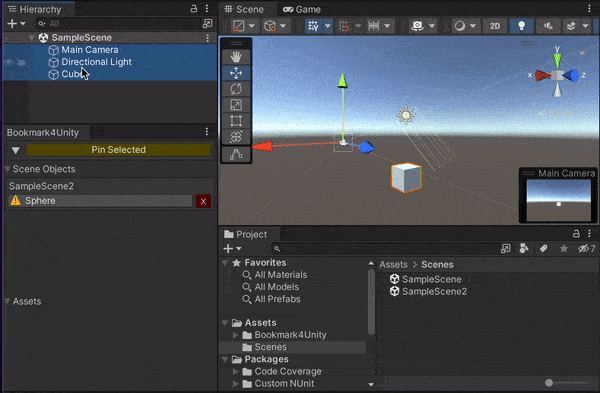 Hierarchy
All
SampleScene
Main Camera
Directional Light
Cube
Bookmark4Unity
Pin Selected
Scene Objects
SampleScene2
Sphere
X
Assets
Scene
Game
y
x
z
Main Camera
Project
7
Favorites
All Materials
All Models
All Prefabs
Assets
Bookmark4Unity
Scenes
Packages
Code Coverage
Custom NUnit
Assets > Scenes
SampleScene
SampleScene2